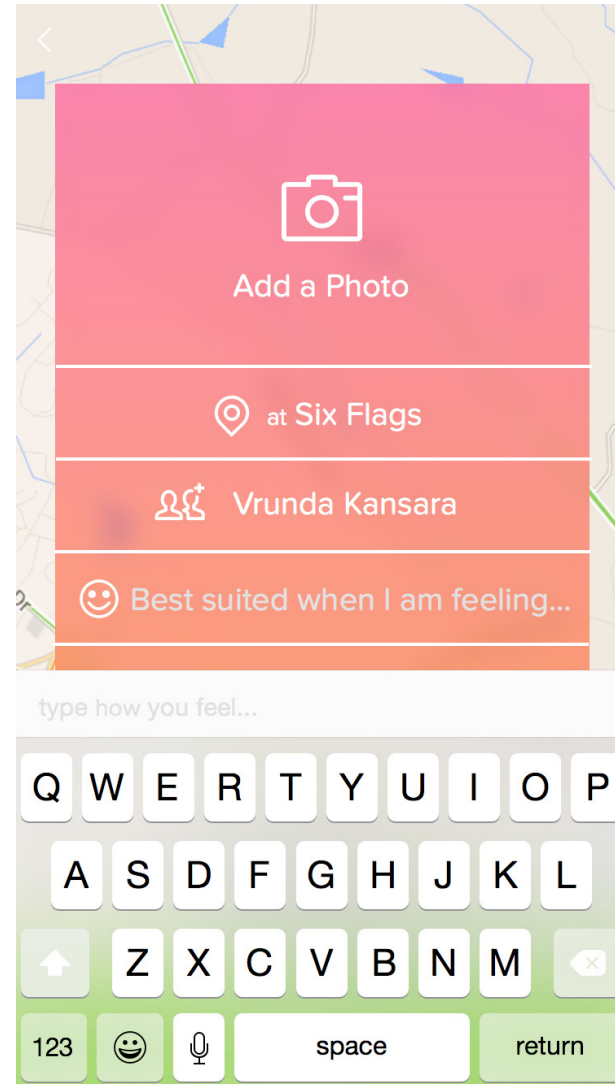 Add a Photo
at Six Flags
Vrunda Kansara
Best suited when I am feeling...
type how you feel...
Q W E R T Y U I O P
A S D F G H J K L
Z X C V B N M
123 space return